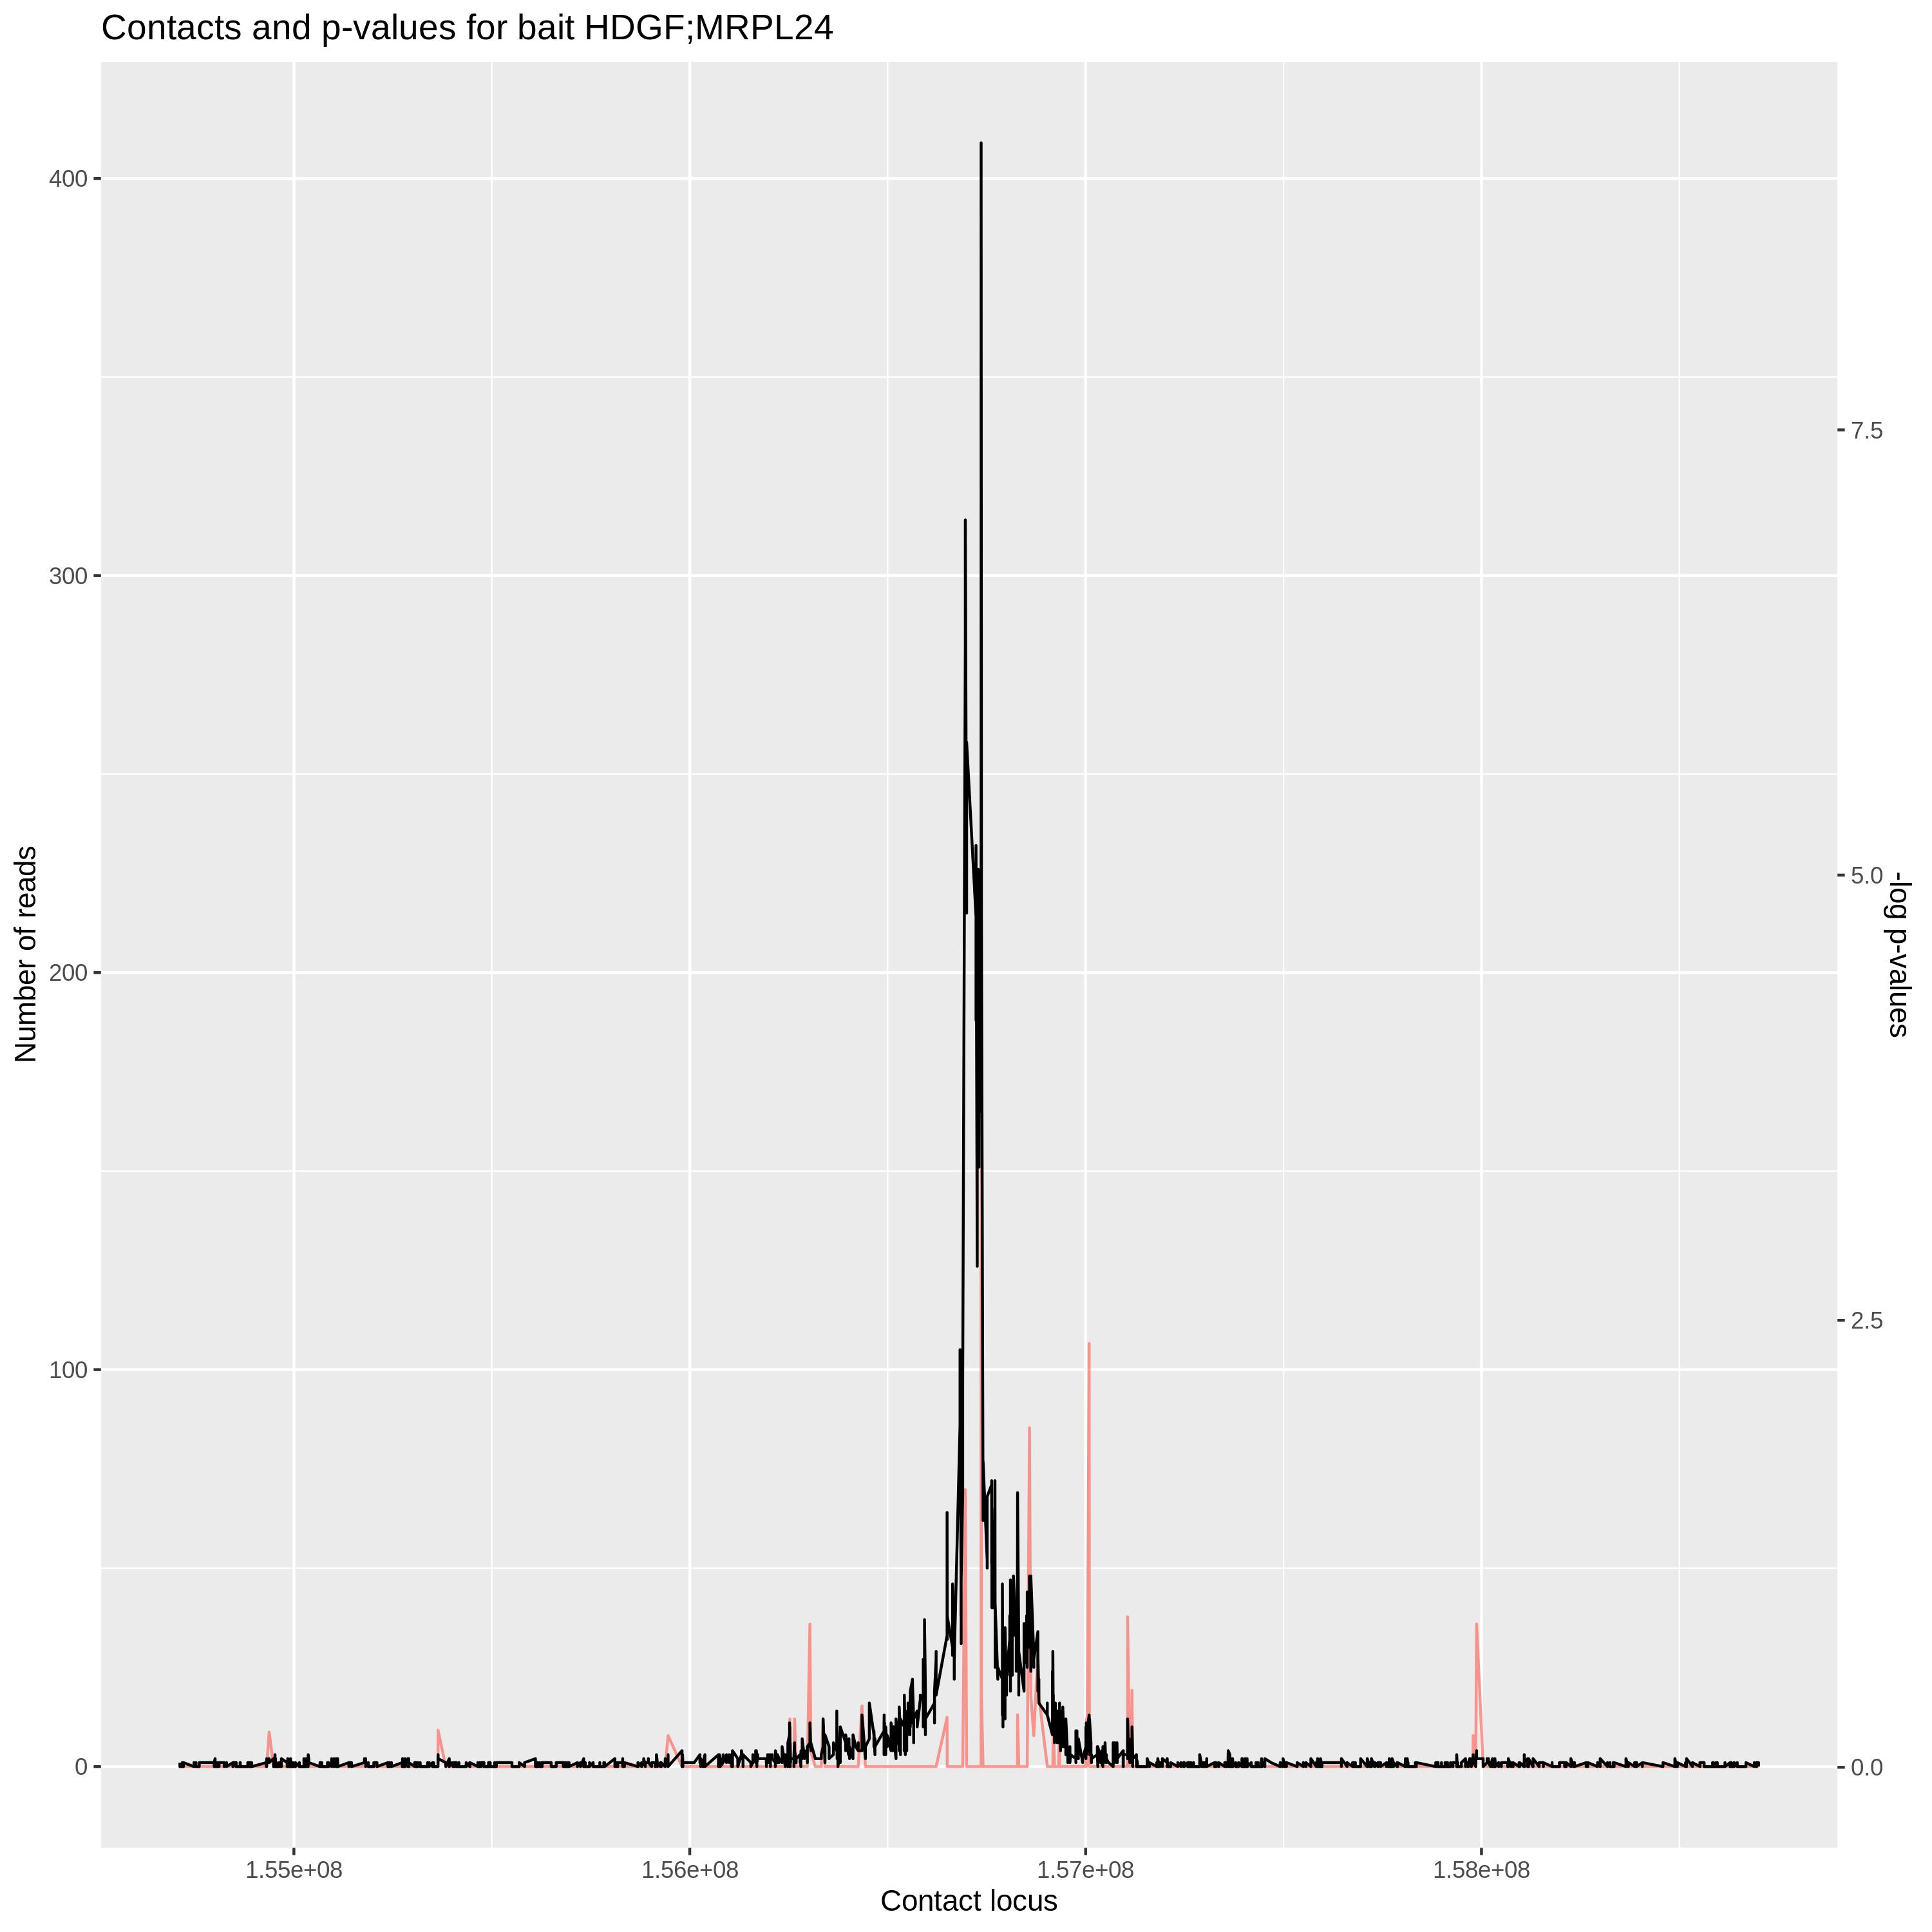 Contacts and p-values for bait HDGF;MRPL24
400
300
200
100
0
Number of reads
7.5
5.0
2.5
0.0
-log p-values
1.55e+08
1.56e+08
1.57e+08
1.58e+08
Contact locus